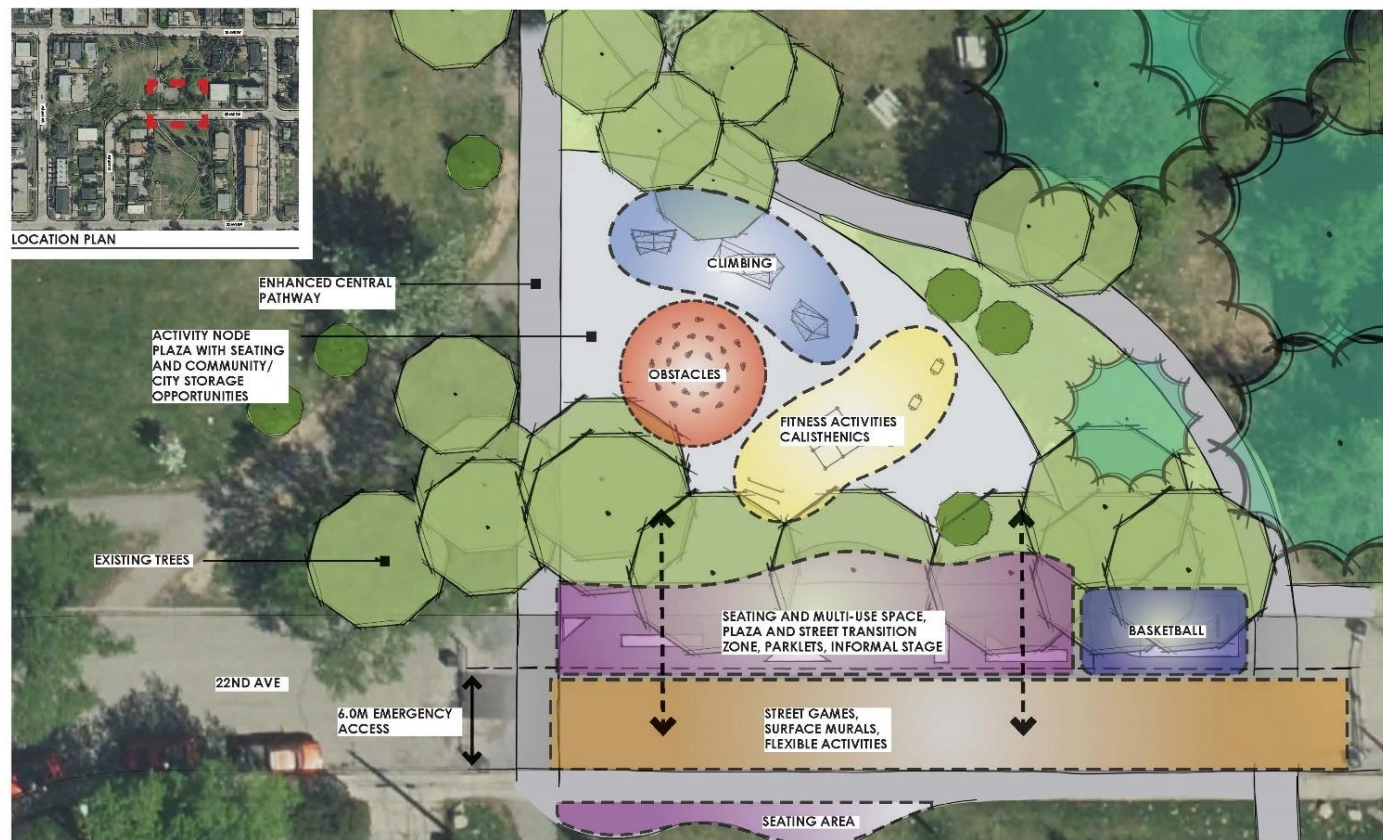 LOCATION PLAN
ENHANCED CENTRAL
PATHWAY
ACTIVITY NODE
PLAZA WITH SEATING
AND COMMUNITY/
CITY STORAGE
OPPORTUNITIES
CLIMBING
OBSTACLES
FITNESS ACTIVITIES
CALISTHENICS
EXISTING TREES
SEATING AND MULTI-USE SPACE,
PLAZA AND STREET TRANSITION
ZONE, PARKLETS, INFORMAL STAGE
BASKETBALL
22ND AVE
6.0M EMERGENCY
ACCESS
STREET GAMES,
SURFACE MURALS,
FLEXIBLE ACTIVITIES
SEATING AREA